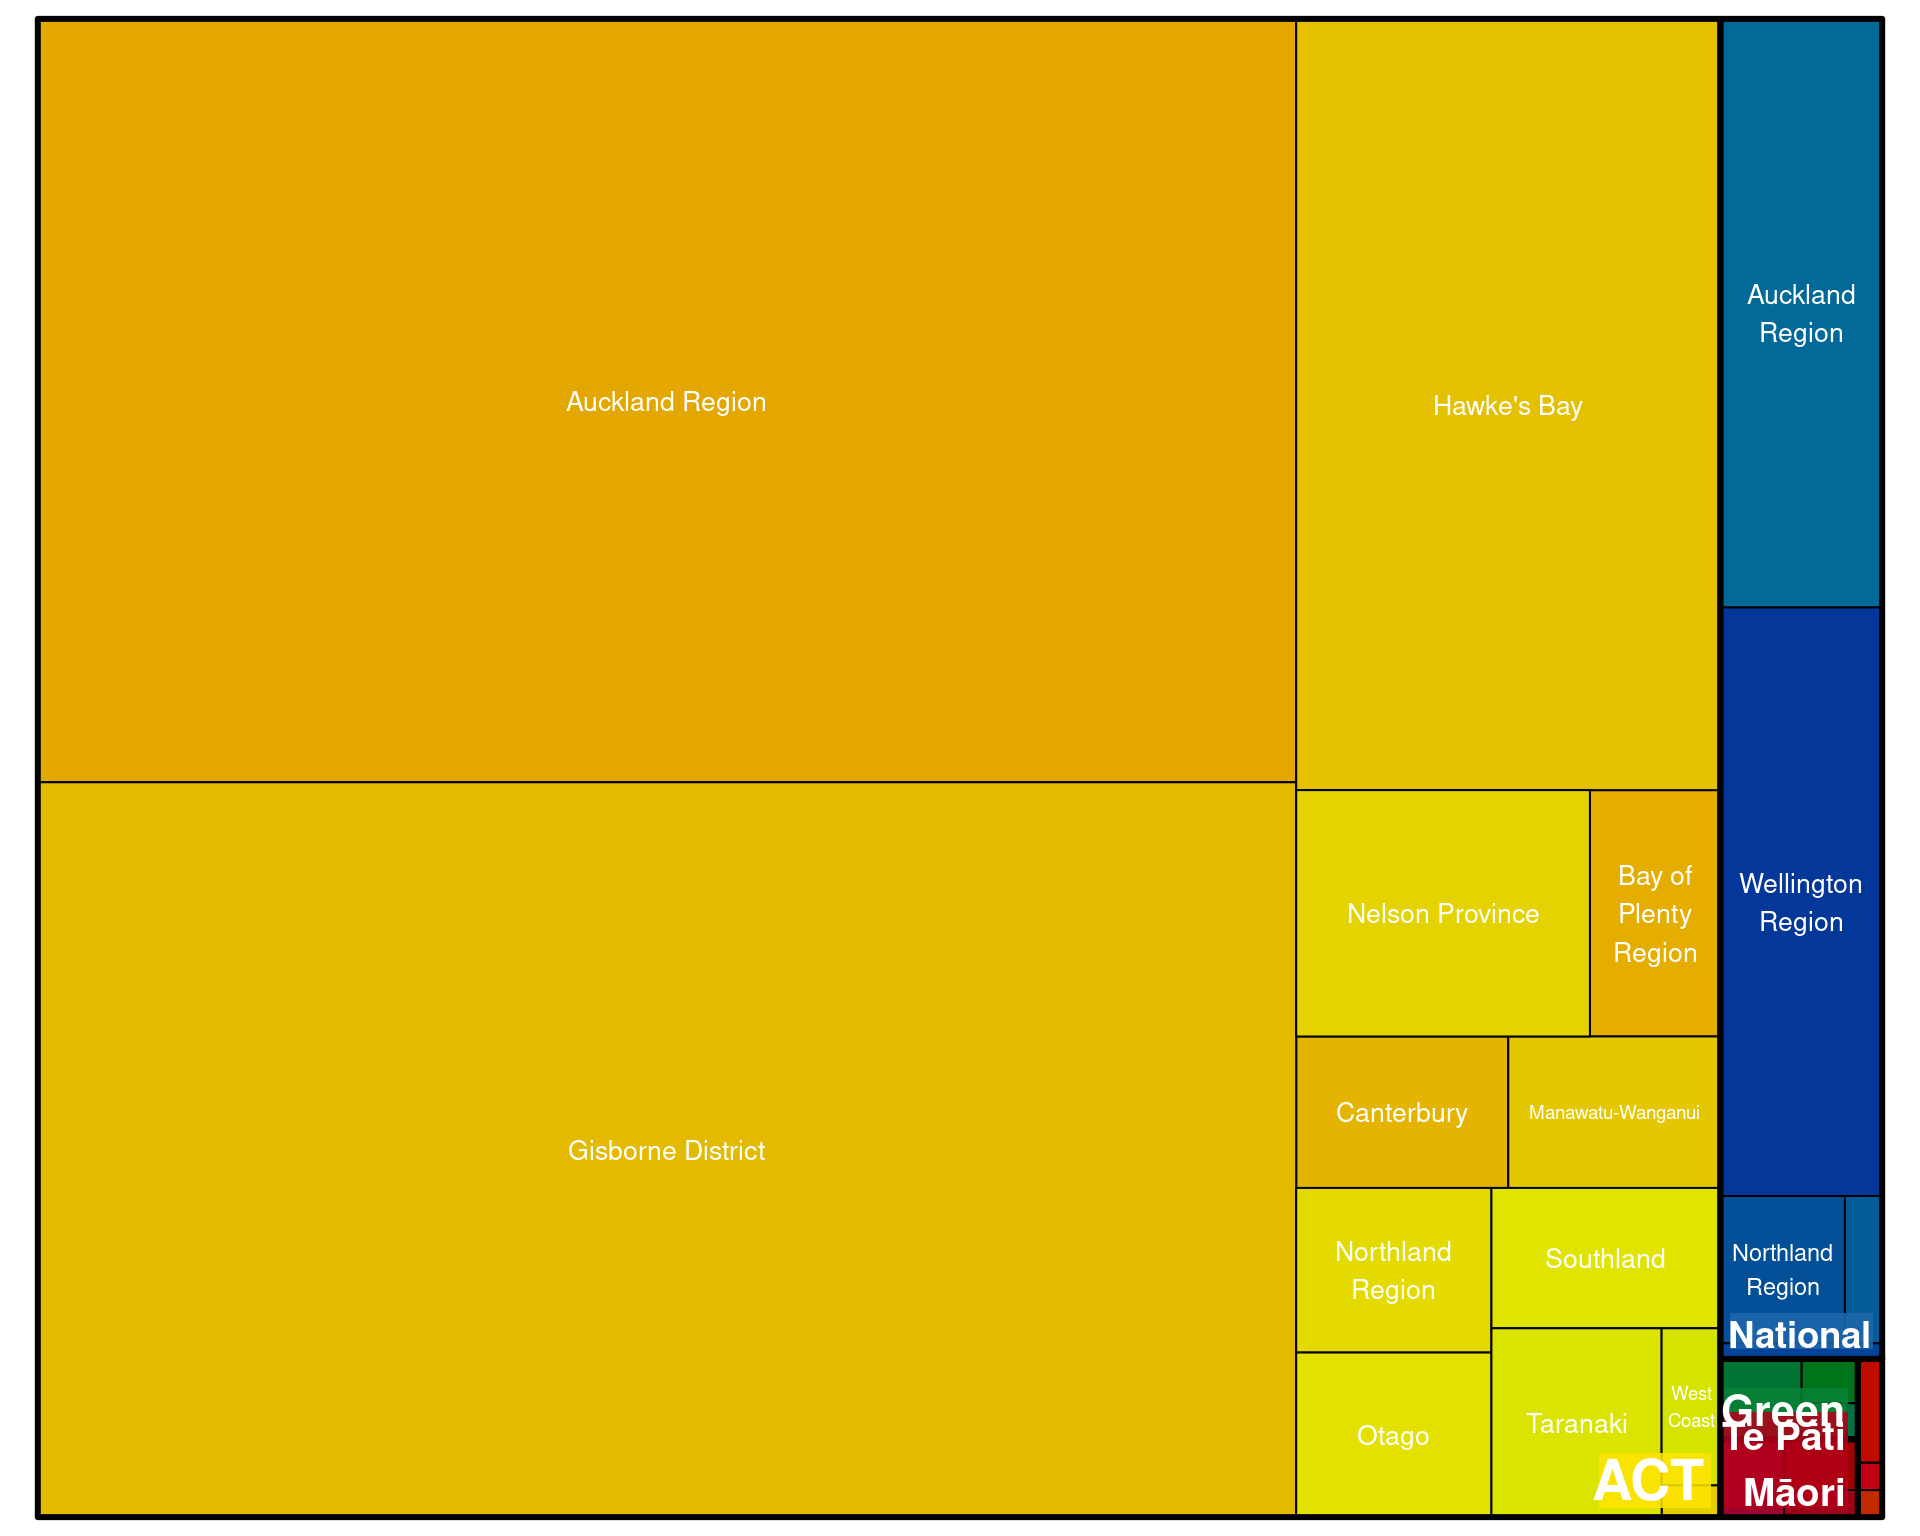 Auckland Region
Hawke's Bay
Auckland
Region
Gisborne District
Nelson Province
Bay of
Plenty
Region
Wellington
Region
Canterbury
Manawatu-Wanganui
Northland
Region
Southland
Otago
Taranaki
West
Coast
ACT
Northland
Region
National
Green
Te Pāti
Māori